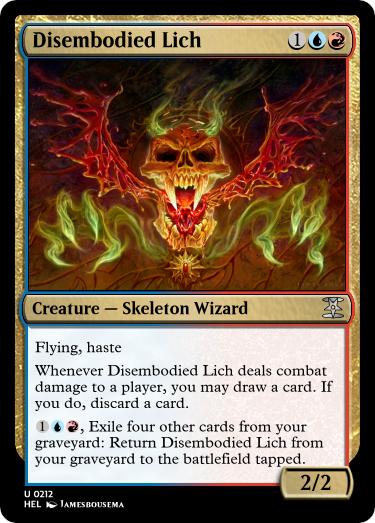 Disembodied Lich 1
Creature — Skeleton Wizard
Flying, haste
Whenever Disembodied Lich deals combat
damage to a player, you may draw a card. If
you do, discard a card.
1, Exile four other cards from your
graveyard: Return Disembodied Lich from
your graveyard to the battlefield tapped.
2/2
U 0212
HEL JAMESBOUSEMA